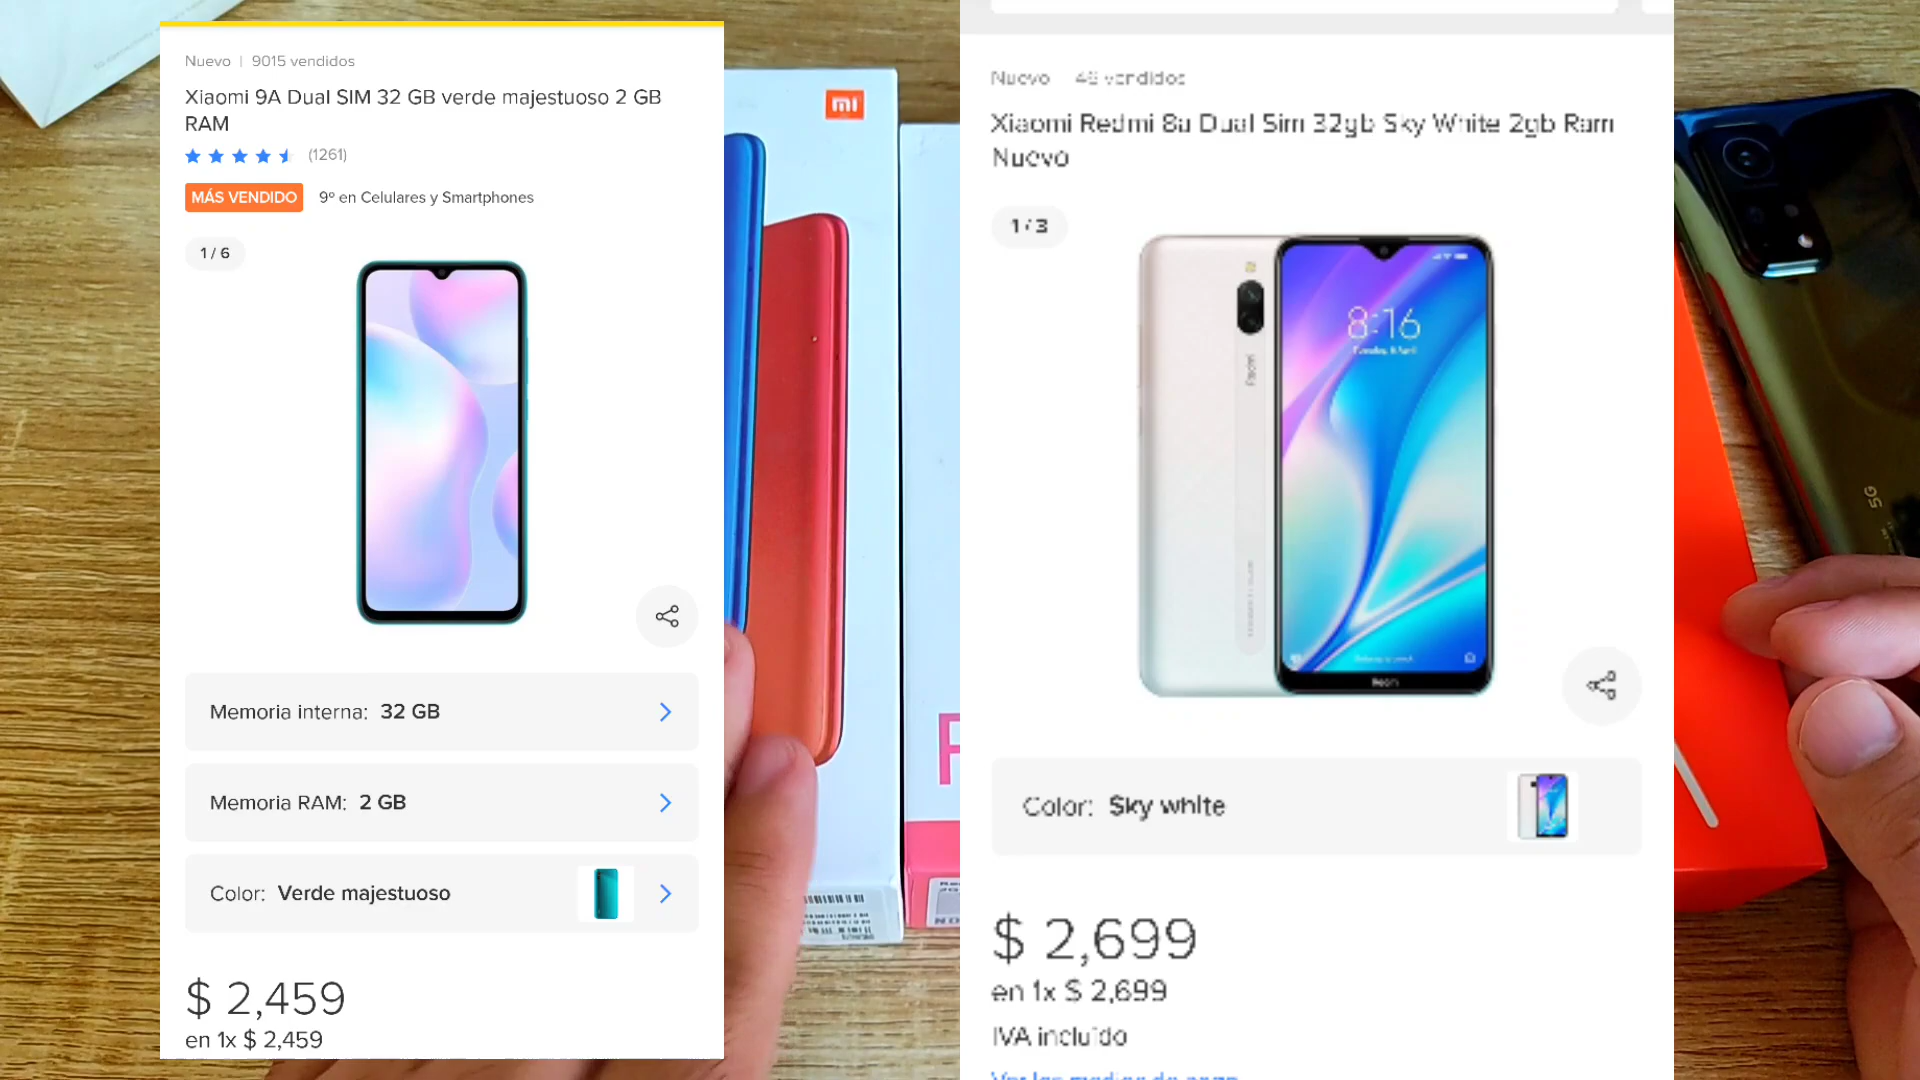 Nuevo | 9015 vendidos
Xiaomi 9A Dual SIM 32 GB verde majestuoso 2 GB
RAM
(1261)
MÁS VENDIDO 9º en Celulares y Smartphones
1 / 6
Memoria interna: 32 GB
Memoria RAM: 2 GB
Color: Verde majestuoso
$ 2,459
en 1x $ 2,459
mi
Nuevo 46 vendidos
Xiaomi Redmi 8a Dual Sim 32gb Sky White 2gb Ram
Nuevo
1 / 3
8:16
Redmi
Color: Sky white
$ 2,699
en 1x $ 2,699
IVA incluido
5G